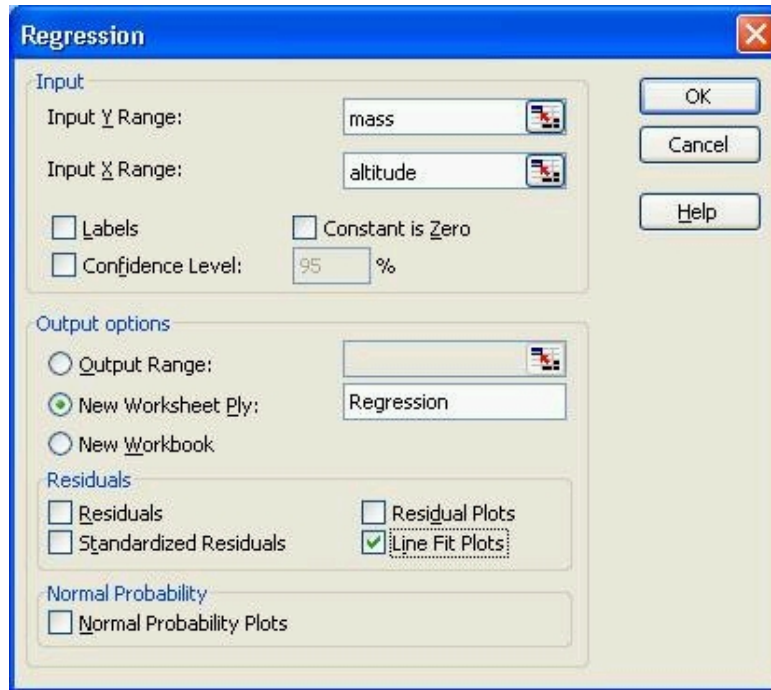 Regression
Input
Input Y Range: mass
Input X Range: altitude
Labels Constant is Zero
Confidence Level: 95 %
OK
Cancel
Help
Output options
Output Range:
New Worksheet Ply: Regression
New Workbook
Residuals
Residuals Residual Plots
Standardized Residuals Line Fit Plots
Normal Probability
Normal Probability Plots